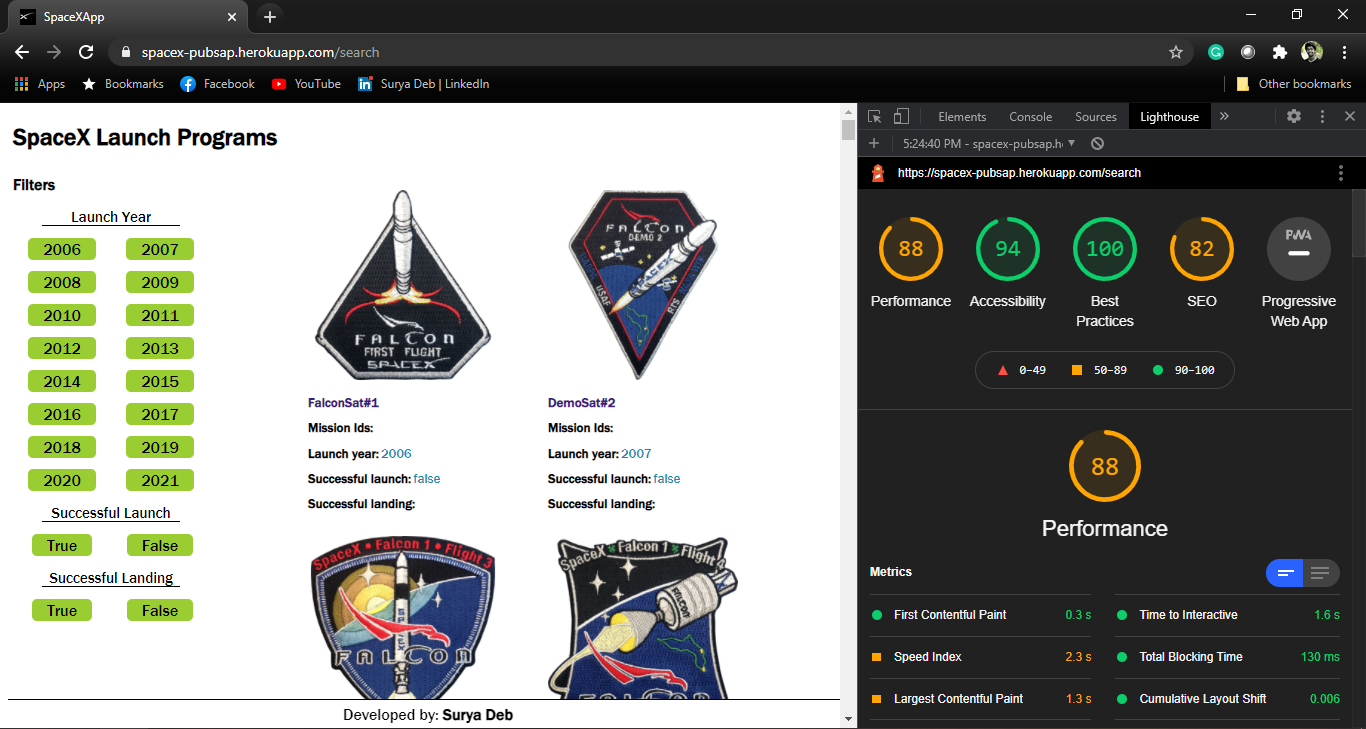 SpaceXApp
spacex-pubsap.herokuapp.com/search
Apps Bookmarks Facebook YouTube Surya Deb | LinkedIn Other bookmarks
SpaceX Launch Programs
Filters
Launch Year
2006 2007
2008 2009
2010 2011
2012 2013
2014 2015
2016 2017
2018 2019
2020 2021
Successful Launch
True False
Successful Landing
True False
FALCON
FIRST FLIGHT
SPACEX
FALCON
DEMO 2
SPACEX
USAF
RTS
FalconSat#1
Mission Ids:
Launch year: 2006
Successful launch: false
Successful landing:
DemoSat#2
Mission Ids:
Launch year: 2007
Successful launch: false
Successful landing:
SpaceX • Falcon 1 • Flight 3
SPACEX
FALCON
SpaceX Falcon 1 Flight 4
FALCON
FALCON
Developed by: Surya Deb
Elements Console Sources Lighthouse »
5:24:40 PM - spacex-pubsap.h
https://spacex-pubsap.herokuapp.com/search
88 94 100 82 PWA
Performance Accessibility Best Practices SEO Progressive Web App
0–49 50–89 90–100
88
Performance
Metrics
First Contentful Paint 0.3 s
Time to Interactive 1.6 s
Speed Index 2.3 s
Total Blocking Time 130 ms
Largest Contentful Paint 1.3 s
Cumulative Layout Shift 0.006